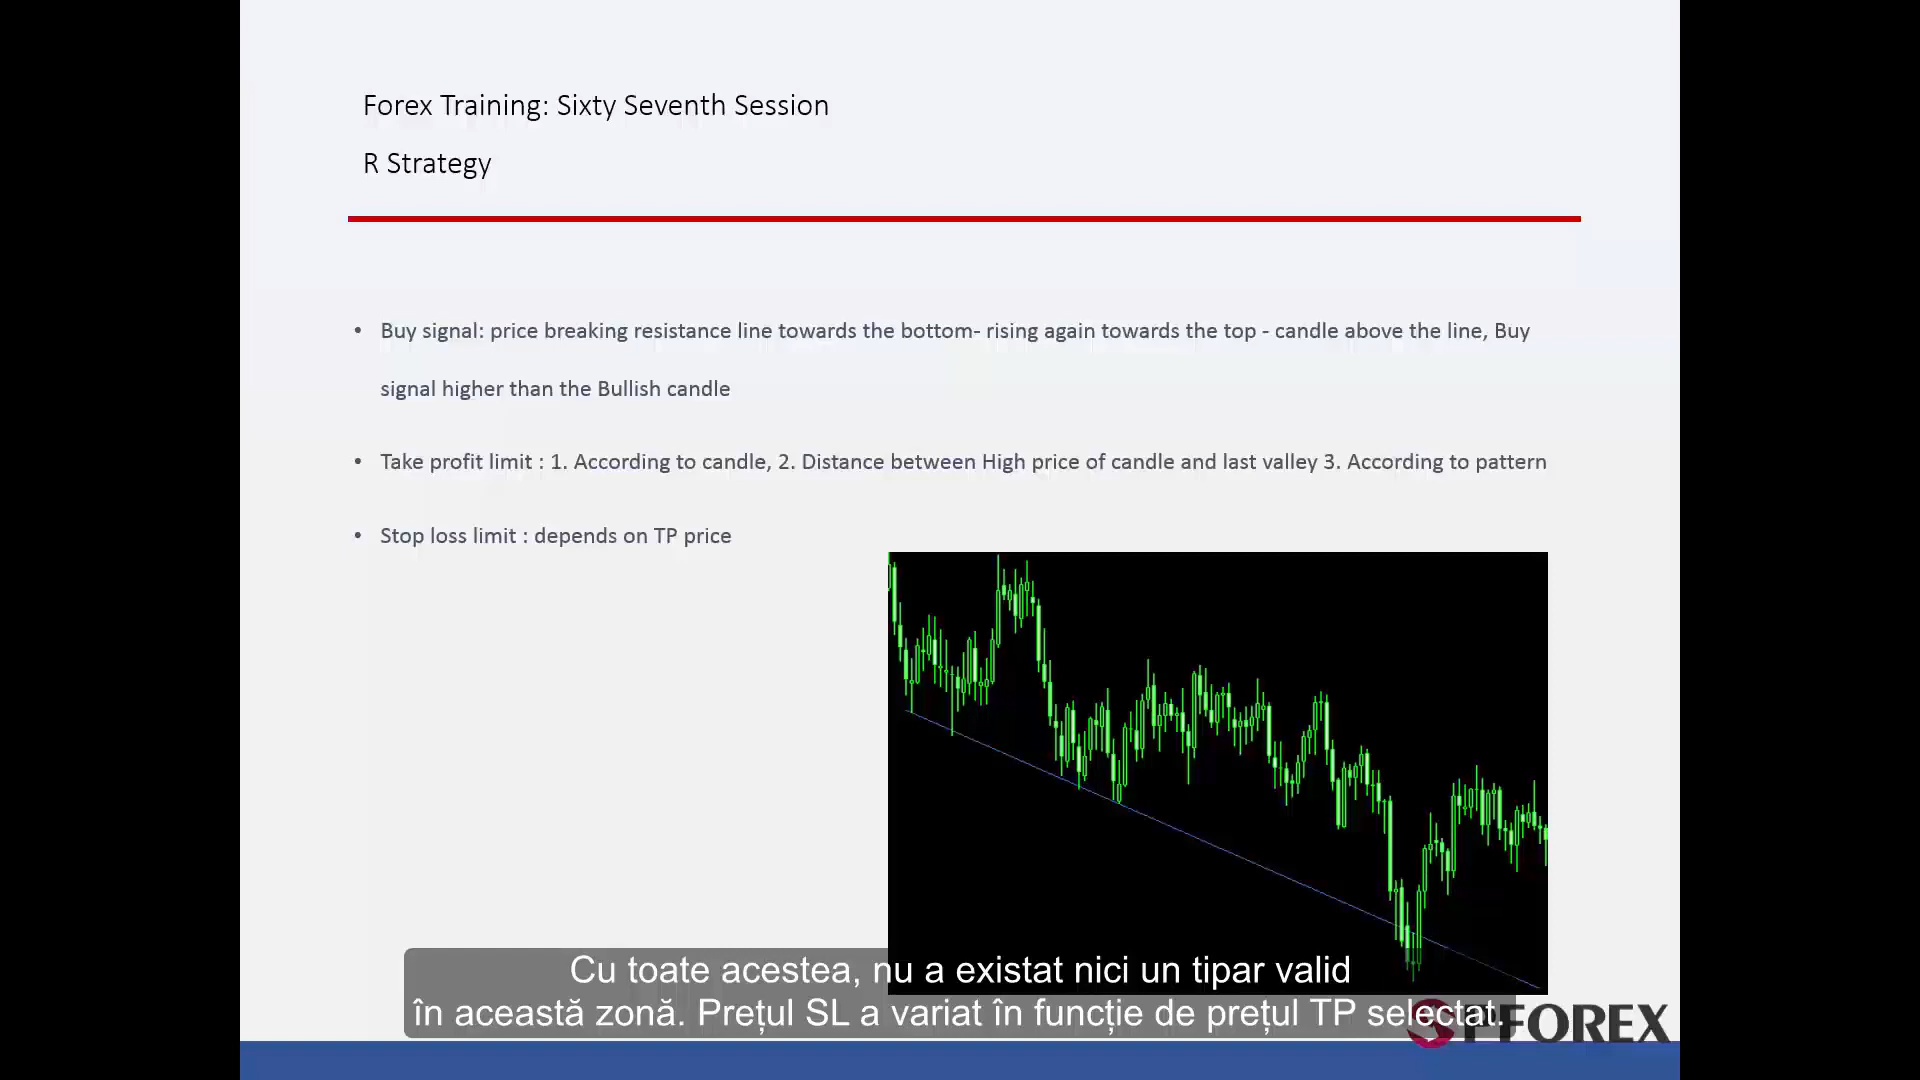 Forex Training: Sixty Seventh Session
R Strategy
• Buy signal: price breaking resistance line towards the bottom- rising again towards the top - candle above the line, Buy
signal higher than the Bullish candle
• Take profit limit : 1. According to candle, 2. Distance between High price of candle and last valley 3. According to pattern
• Stop loss limit : depends on TP price
Cu toate acestea, nu a existat nici un tipar valid
în această zonă. Prețul SL a variat în funcție de prețul TP selectat.
FOREX